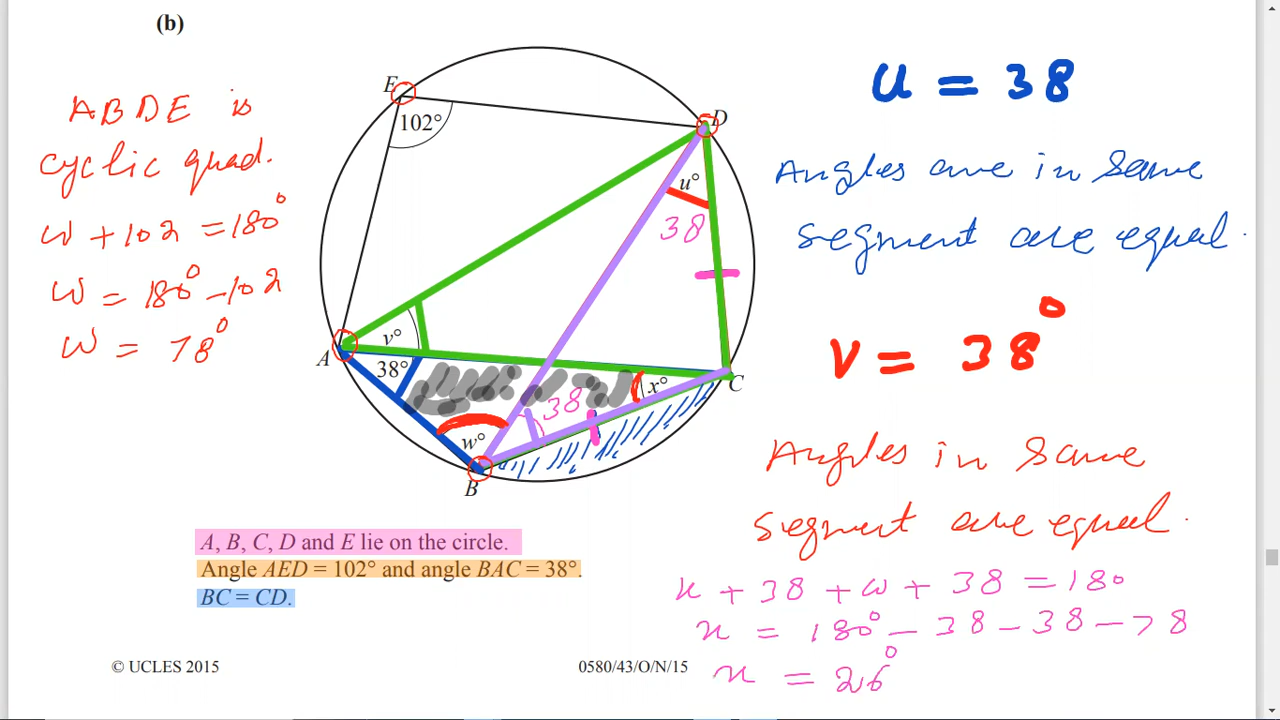 (b)
ABDE is
cyclic quad.
w + 102 = 180°
w = 180° - 102
w = 78°
E
102°
D
u°
38
v°
A
38°
x°
C
38
w°
B
u = 38
Angles are in same
segment are equal.
v = 38°
Angles in same
segment are equal.
x + 38 + w + 38 = 180
x = 180° - 38 - 38 - 78
x = 26°
A, B, C, D and E lie on the circle.
Angle AED = 102° and angle BAC = 38°.
BC = CD.
© UCLES 2015
0580/43/O/N/15